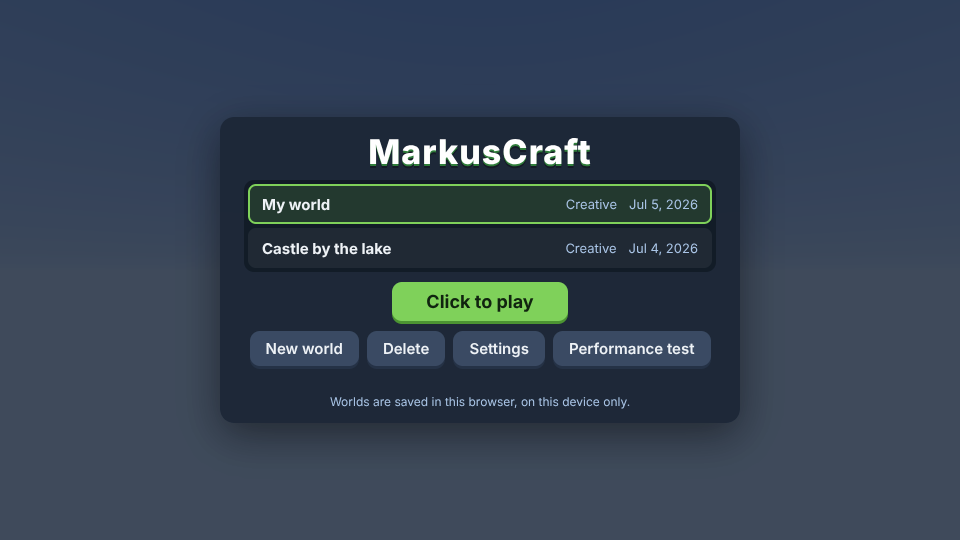 MarkusCraft
My world Creative Jul 5, 2026
Castle by the lake Creative Jul 4, 2026
Click to play
New world Delete Settings Performance test
Worlds are saved in this browser, on this device only.